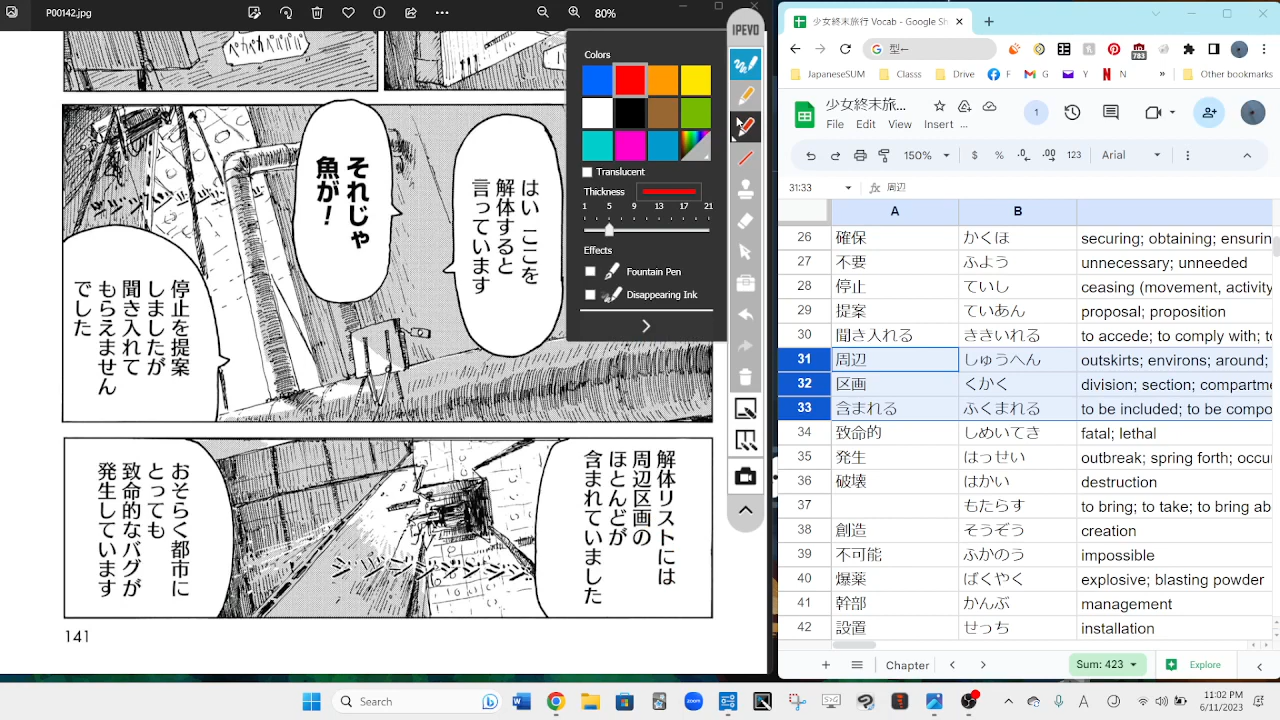 P0142.jpg
80%
ペカペカパパパパ
はい ここを
解体すると
言っています
それじゃ
魚が！
停止を提案
しましたが
聞き入れて
もらえません
でした
解体リストには
周辺区画の
ほとんどが
含まれていました
おそらく都市に
とっても
致命的なバグが
発生しています
141
Colors
Translucent
Thickness
1 5 9 13 17 21
Effects
Fountain Pen
Disappearing Ink
IPEVO
少女終末旅行 Vocab - Google Sh
型←
783
JapaneseSUM
Classs
Drive
F
G
Y
N
Other bookmarks
少女終末旅...
1
File Edit View Insert ...
150% $ % .0 .00 123 Arial
31:33 fx 周辺
A B
26 確保 かくほ securing; obtaining; ensurin
27 不要 ふよう unnecessary; unneeded
28 停止 ていし ceasing (movement, activity
29 提案 ていあん proposal; proposition
30 聞き入れる ききいれる to accede; to comply with; to
31 周辺 しゅうへん outskirts; environs; around;
32 区画 くかく division; section; compartme
33 含まれる ふくまれる to be included; to be compo
34 致命的 しめいてき fatal; lethal
35 発生 はっせい outbreak; spring forth; occu
36 破壊 はかい destruction
37 もたらす to bring; to take; to bring ab
38 創造 そうぞう creation
39 不可能 ふかのう impossible
40 爆薬 ばくやく explosive; blasting powder
41 幹部 かんぶ management
42 設置 せっち installation
Chapter
Sum: 423
Explore
Search
zoom
A
11:02 PM
6/11/2023